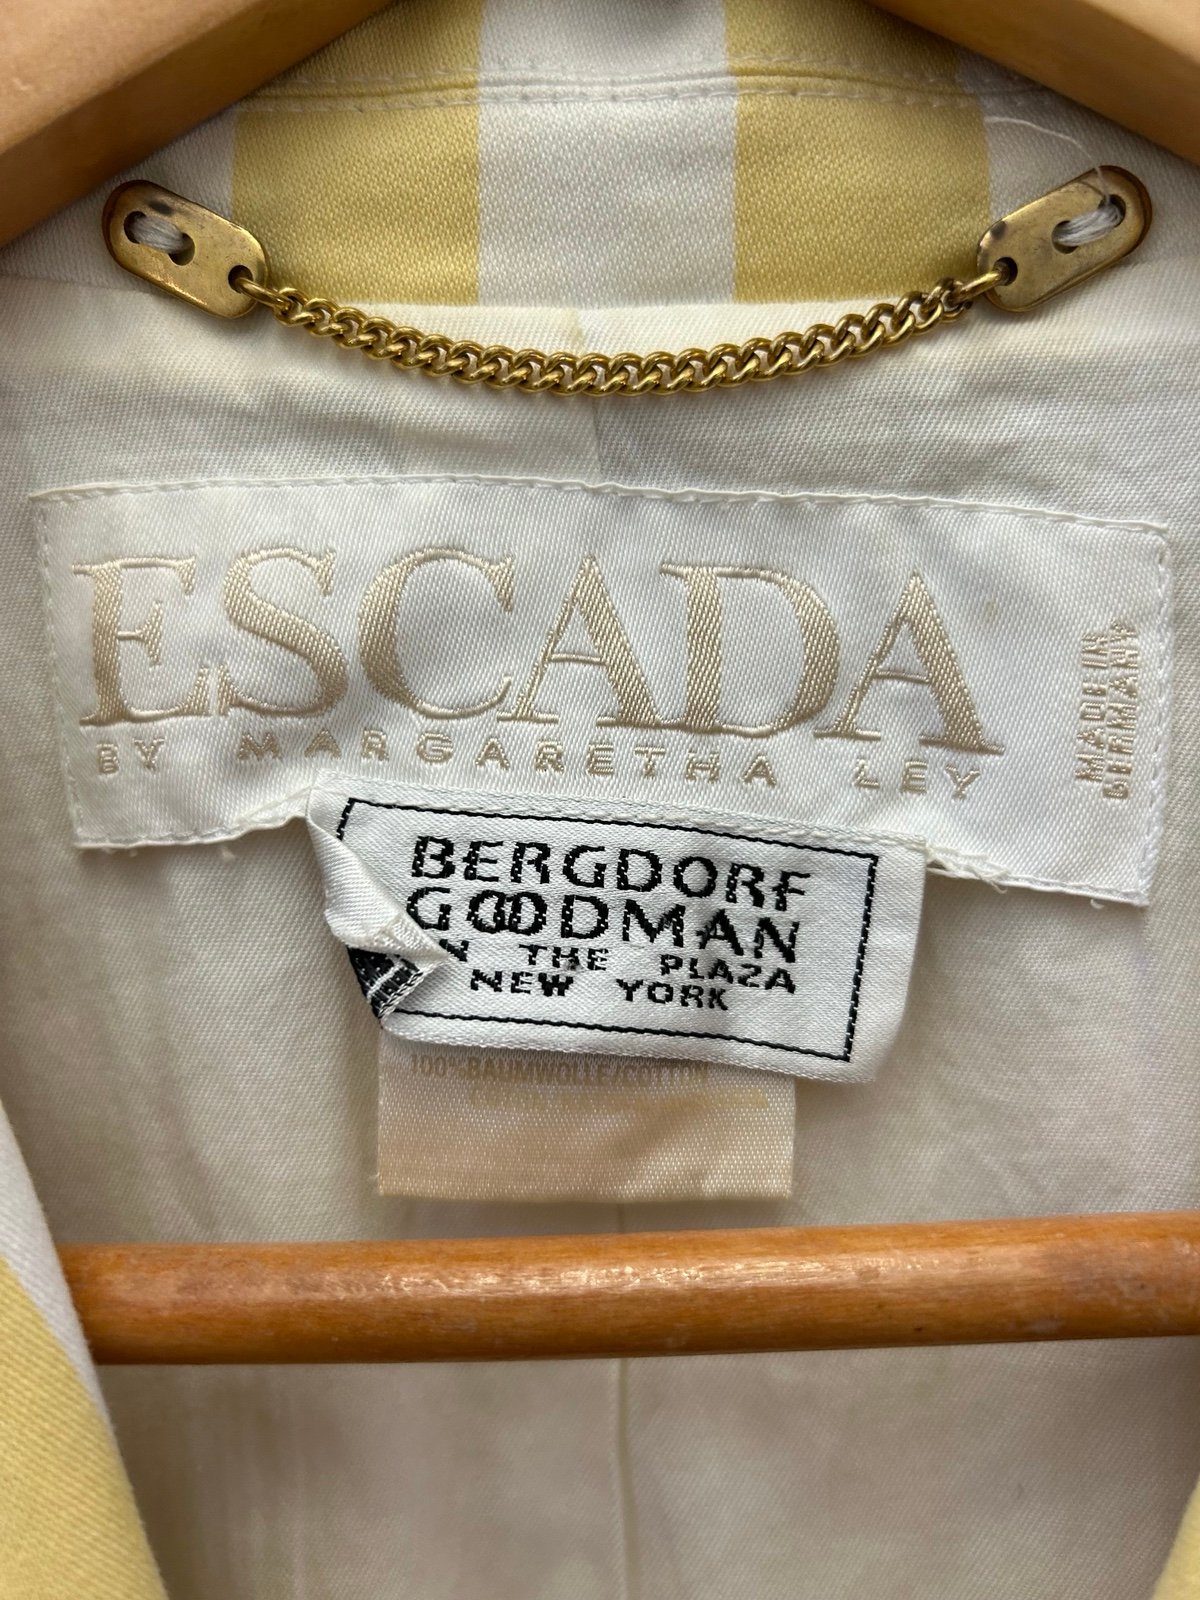 ESCADA
BY MARGARETHA LEY
MADE IN
GERMANY
BERGDORF
GOODMAN
N THE PLAZA
NEW YORK
100% BAUMWOLLE/COTTON